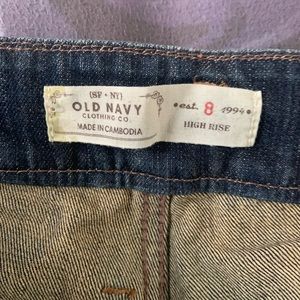 (SF • NY)
OLD NAVY
CLOTHING CO.
MADE IN CAMBODIA
•est. 8 1994•
HIGH RISE